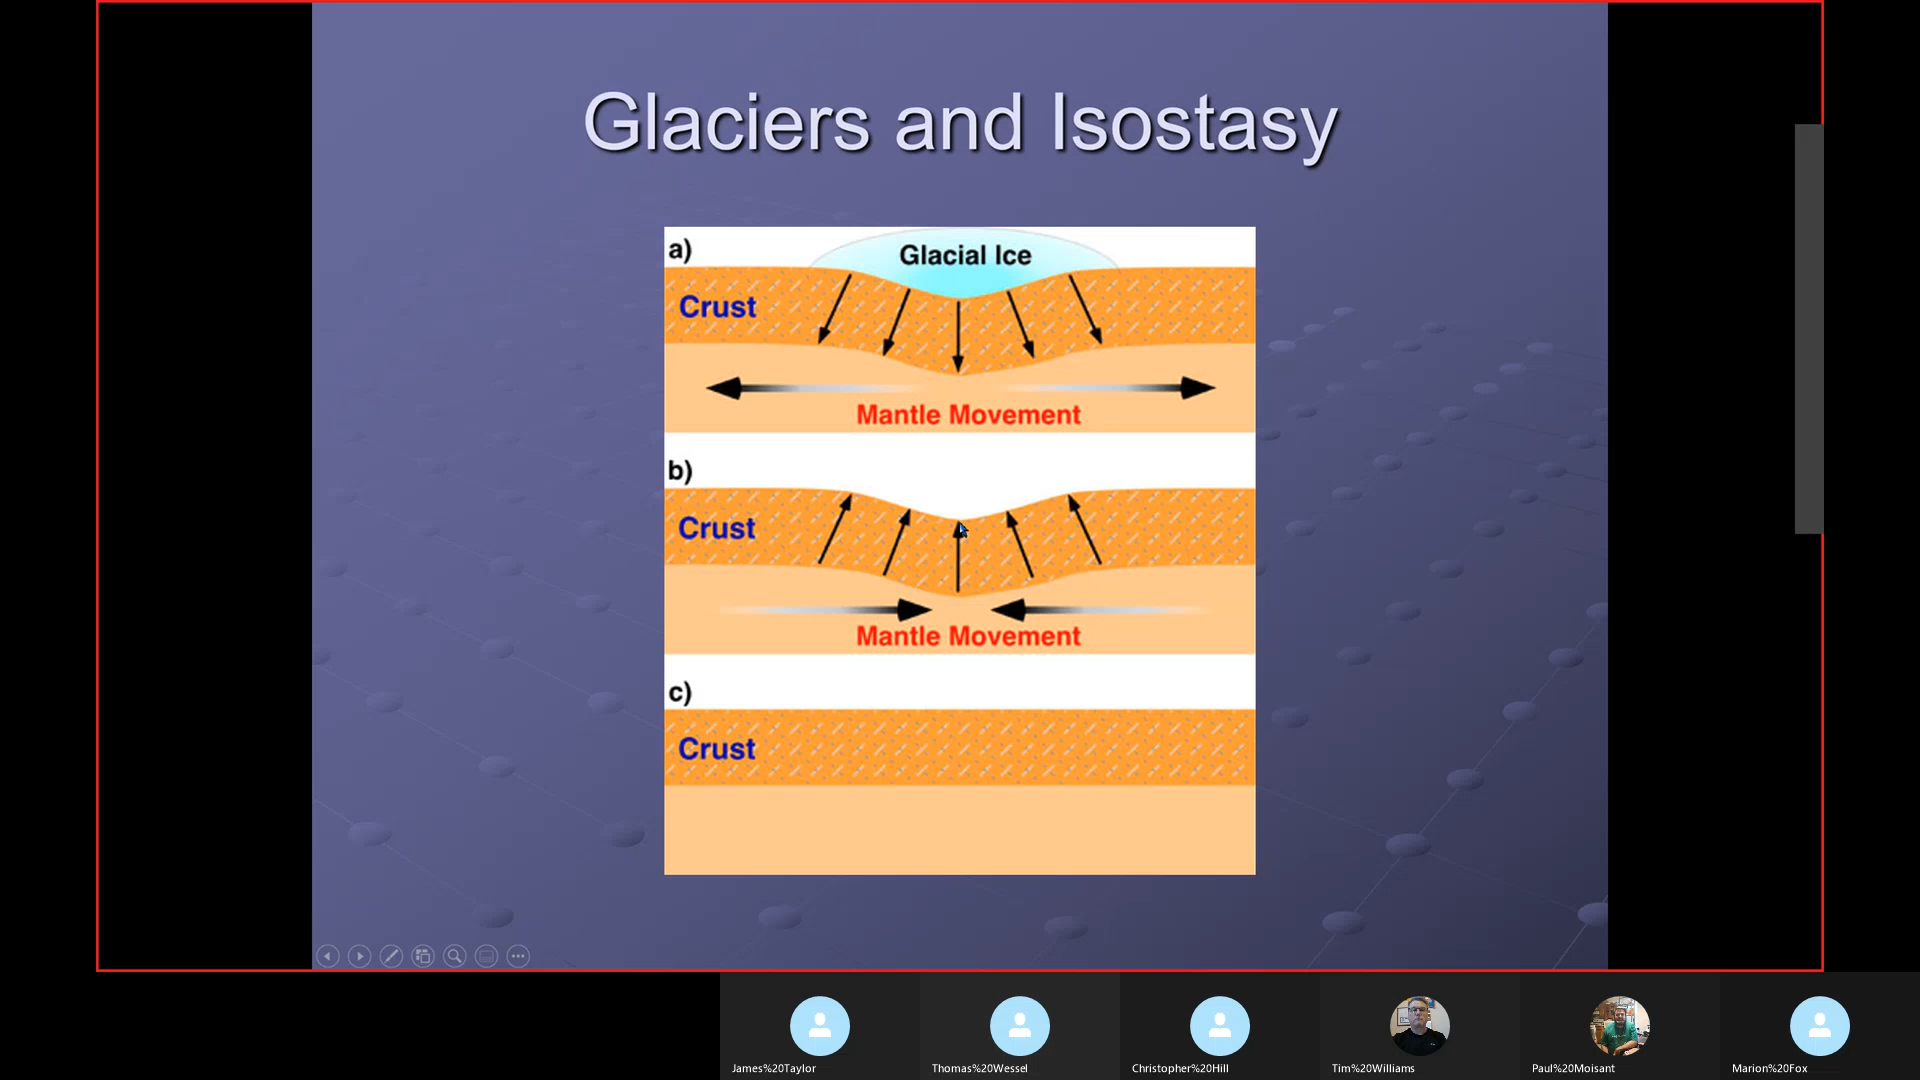 Glaciers and Isostasy
a)
Glacial Ice
Crust
Mantle Movement
b)
Crust
Mantle Movement
c)
Crust
James%20Taylor
Thomas%20Wessel
Christopher%20Hill
Tim%20Williams
Paul%20Moisant
Marion%20Fox